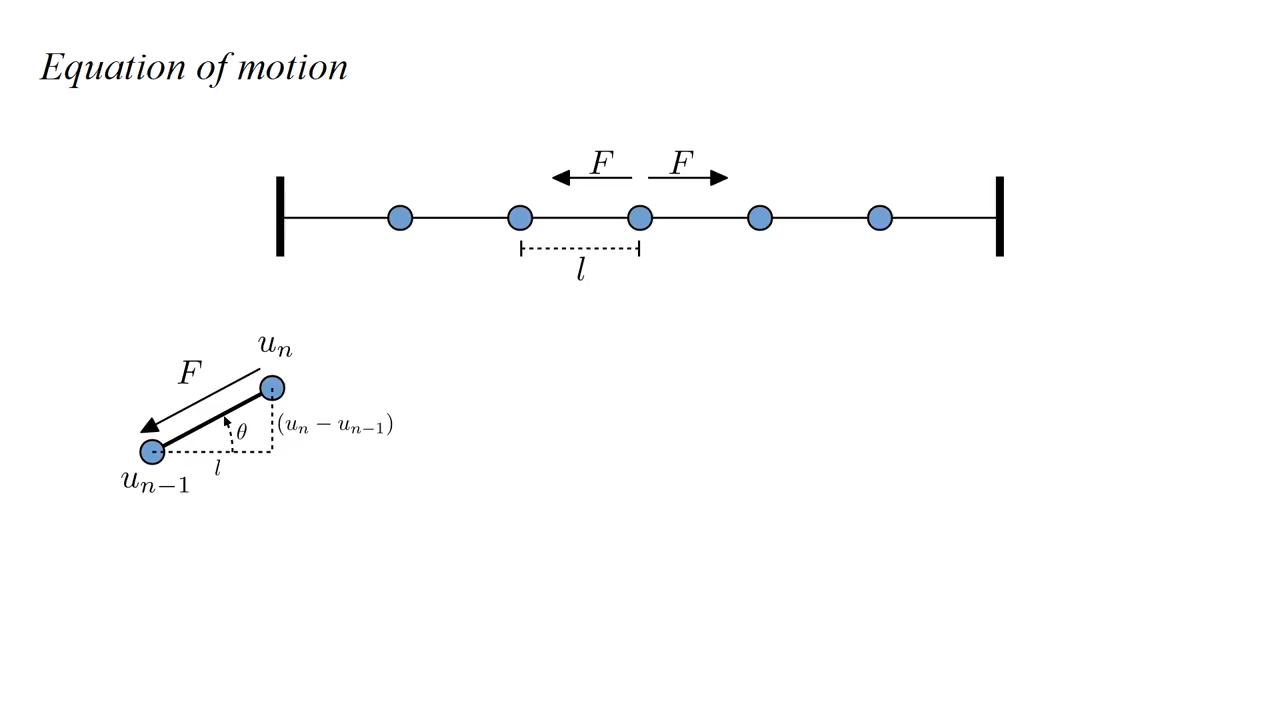 Equation of motion
F F
l
u_n
F
(u_n − u_{n−1})
θ
l
u_{n−1}